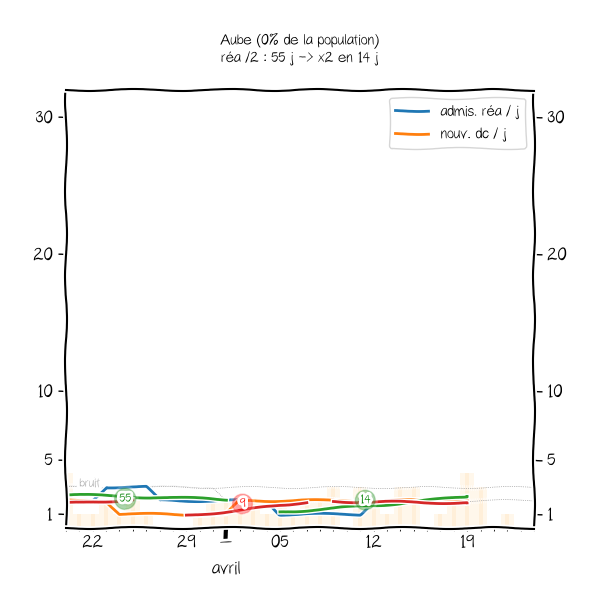 Aube (0% de la population)
réa /2 : 55 j -> x2 en 14 j
admis. réa / j
nouv. dc / j
30 30
20 20
10 10
5 5
bruit
55 9 14
1 1
22 29 05 12 19
avril